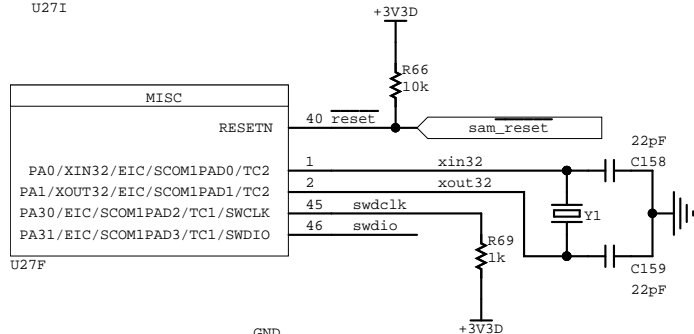 U27I
+3V3D
R66
10k
MISC
RESETN
40 reset
sam_reset
22pF
C158
PA0/XIN32/EIC/SCOM1PAD0/TC2
1
xin32
PA1/XOUT32/EIC/SCOM1PAD1/TC2
2
xout32
PA30/EIC/SCOM1PAD2/TC1/SWCLK
45
swdclk
PA31/EIC/SCOM1PAD3/TC1/SWDIO
46
swdio
Y1
U27F
R69
1k
C159
22pF
GND
+3V3D